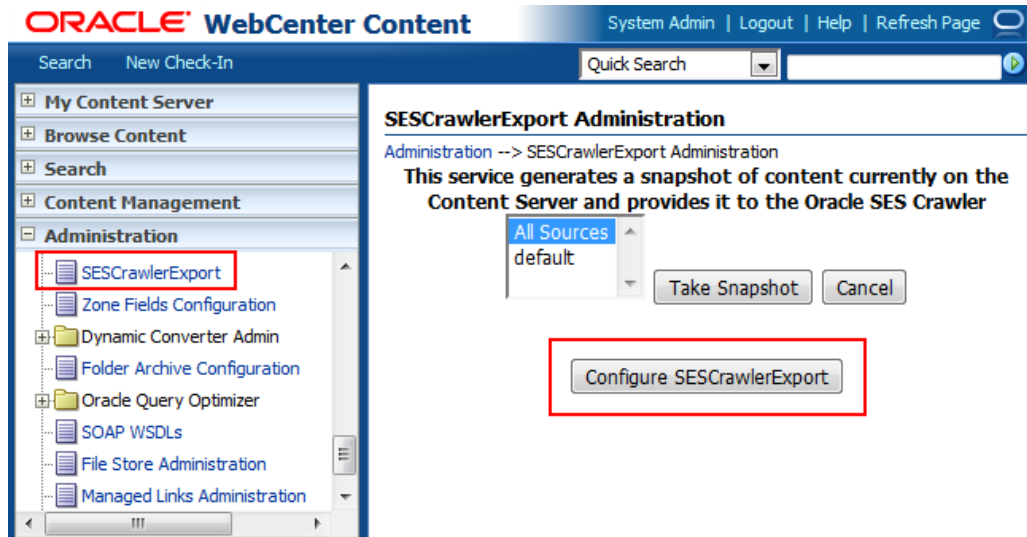 ORACLE WebCenter Content
System Admin | Logout | Help | Refresh Page
Search New Check-In
Quick Search
My Content Server
Browse Content
Search
Content Management
Administration
SESCrawlerExport
Zone Fields Configuration
Dynamic Converter Admin
Folder Archive Configuration
Oracle Query Optimizer
SOAP WSDLs
File Store Administration
Managed Links Administration
SESCrawlerExport Administration
Administration --> SESCrawlerExport Administration
This service generates a snapshot of content currently on the
Content Server and provides it to the Oracle SES Crawler
All Sources
default
Take Snapshot Cancel
Configure SESCrawlerExport